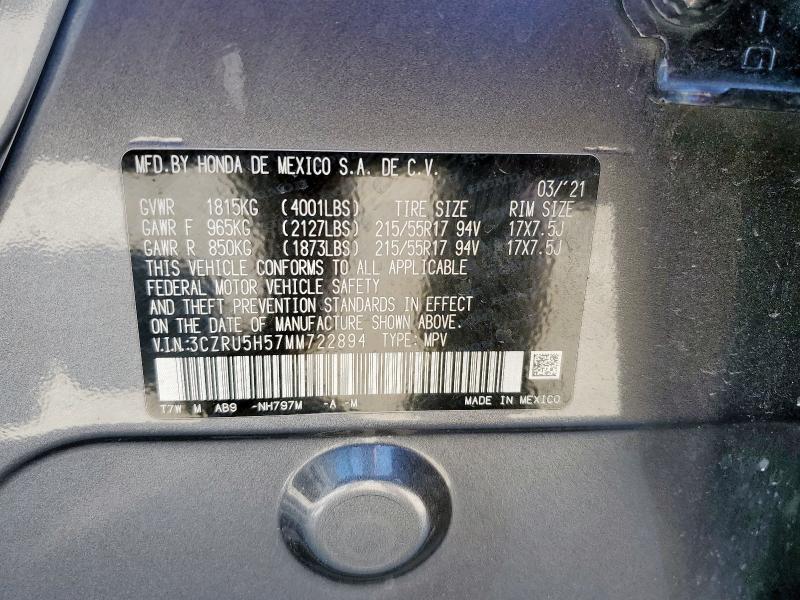 MFD.BY HONDA DE MEXICO S.A. DE C.V.
03/'21
GVWR 1815KG (4001LBS) TIRE SIZE RIM SIZE
GAWR F 965KG (2127LBS) 215/55R17 94V 17X7.5J
GAWR R 850KG (1873LBS) 215/55R17 94V 17X7.5J
THIS VEHICLE CONFORMS TO ALL APPLICABLE
FEDERAL MOTOR VEHICLE SAFETY
AND THEFT PREVENTION STANDARDS IN EFFECT
ON THE DATE OF MANUFACTURE SHOWN ABOVE.
V.I.N:3CZRU5H57MM722894 TYPE: MPV
T7W M AB9 -NH797M -A -M MADE IN MEXICO